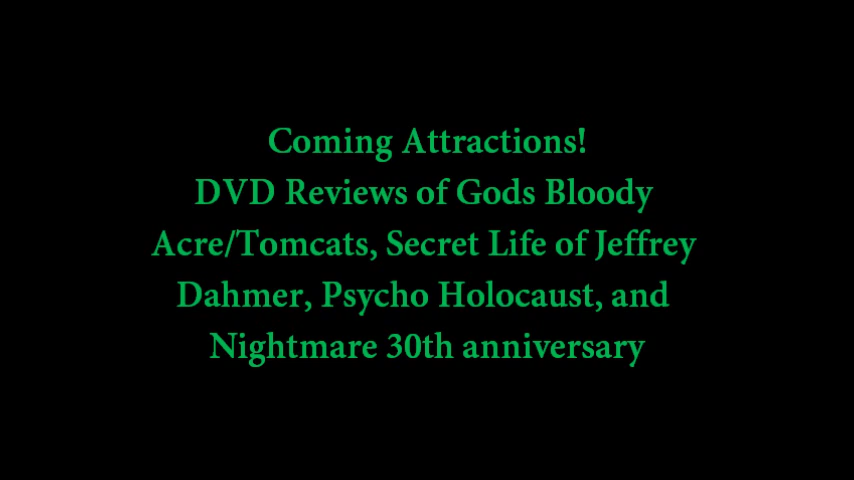 Coming Attractions!
DVD Reviews of Gods Bloody
Acre/Tomcats, Secret Life of Jeffrey
Dahmer, Psycho Holocaust, and
Nightmare 30th anniversary